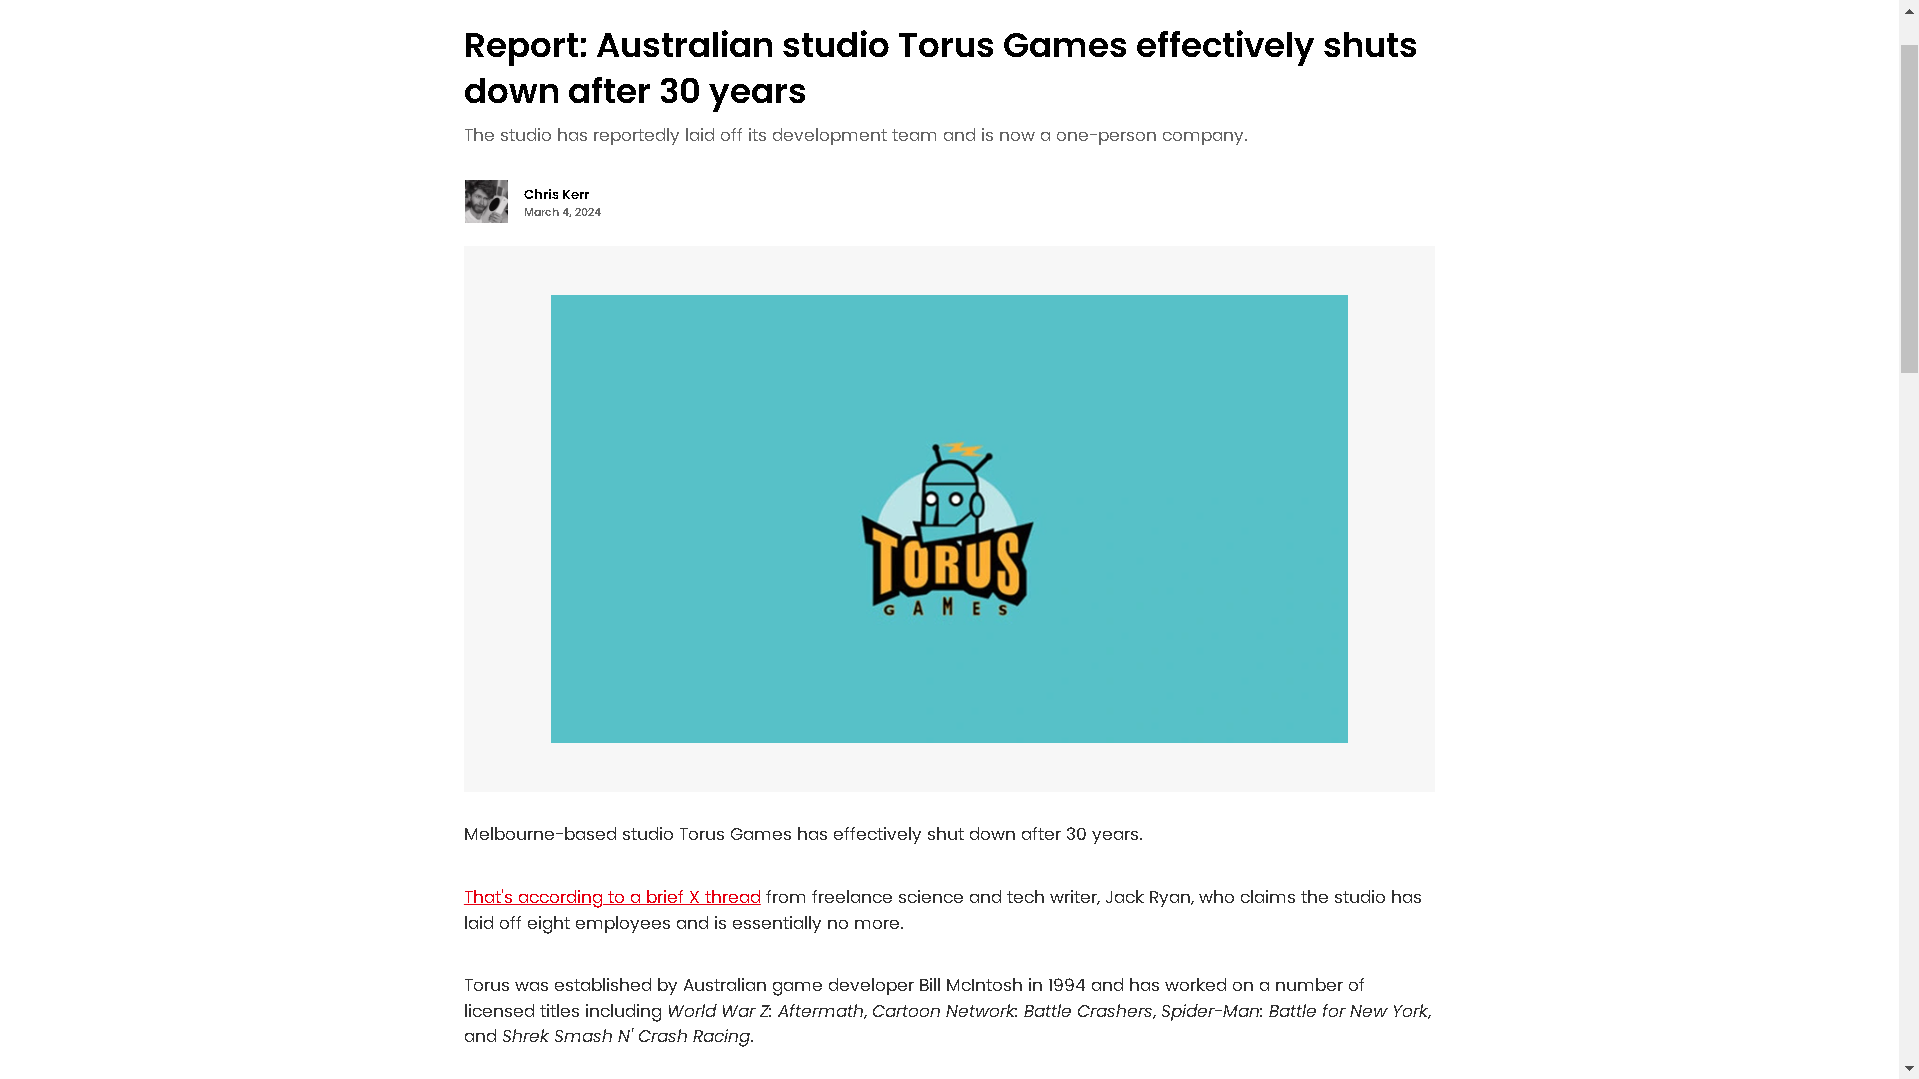 Report: Australian studio Torus Games effectively shuts
down after 30 years
The studio has reportedly laid off its development team and is now a one-person company.
Chris Kerr
March 4, 2024
TORUS
GAMES
Melbourne-based studio Torus Games has effectively shut down after 30 years.
That's according to a brief X thread from freelance science and tech writer, Jack Ryan, who claims the studio has
laid off eight employees and is essentially no more.
Torus was established by Australian game developer Bill McIntosh in 1994 and has worked on a number of
licensed titles including World War Z: Aftermath, Cartoon Network: Battle Crashers, Spider-Man: Battle for New York,
and Shrek Smash N' Crash Racing.